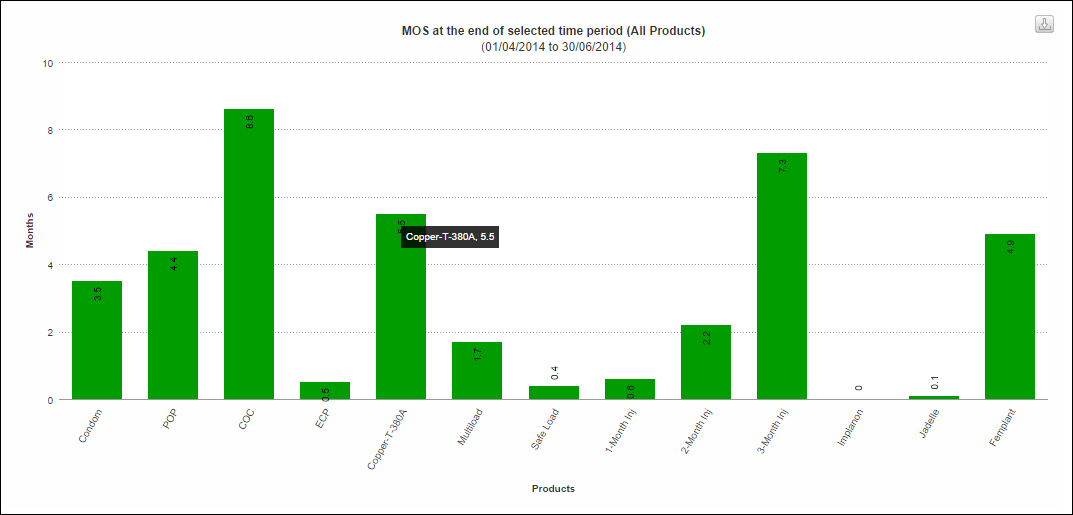 MOS at the end of selected time period (All Products)
(01/04/2014 to 30/06/2014)
10
8
6
4
2
0
Months
3.5
4.4
8.6
0.5
5.5
Copper-T-380A, 5.5
1.7
0.4
0.6
2.2
7.3
0
0.1
4.9
Condom
POP
COC
ECP
Copper-T-380A
Multiload
Safe Load
1-Month Inj
2-Month Inj
3-Month Inj
Implanon
Jadelle
Femplant
Products